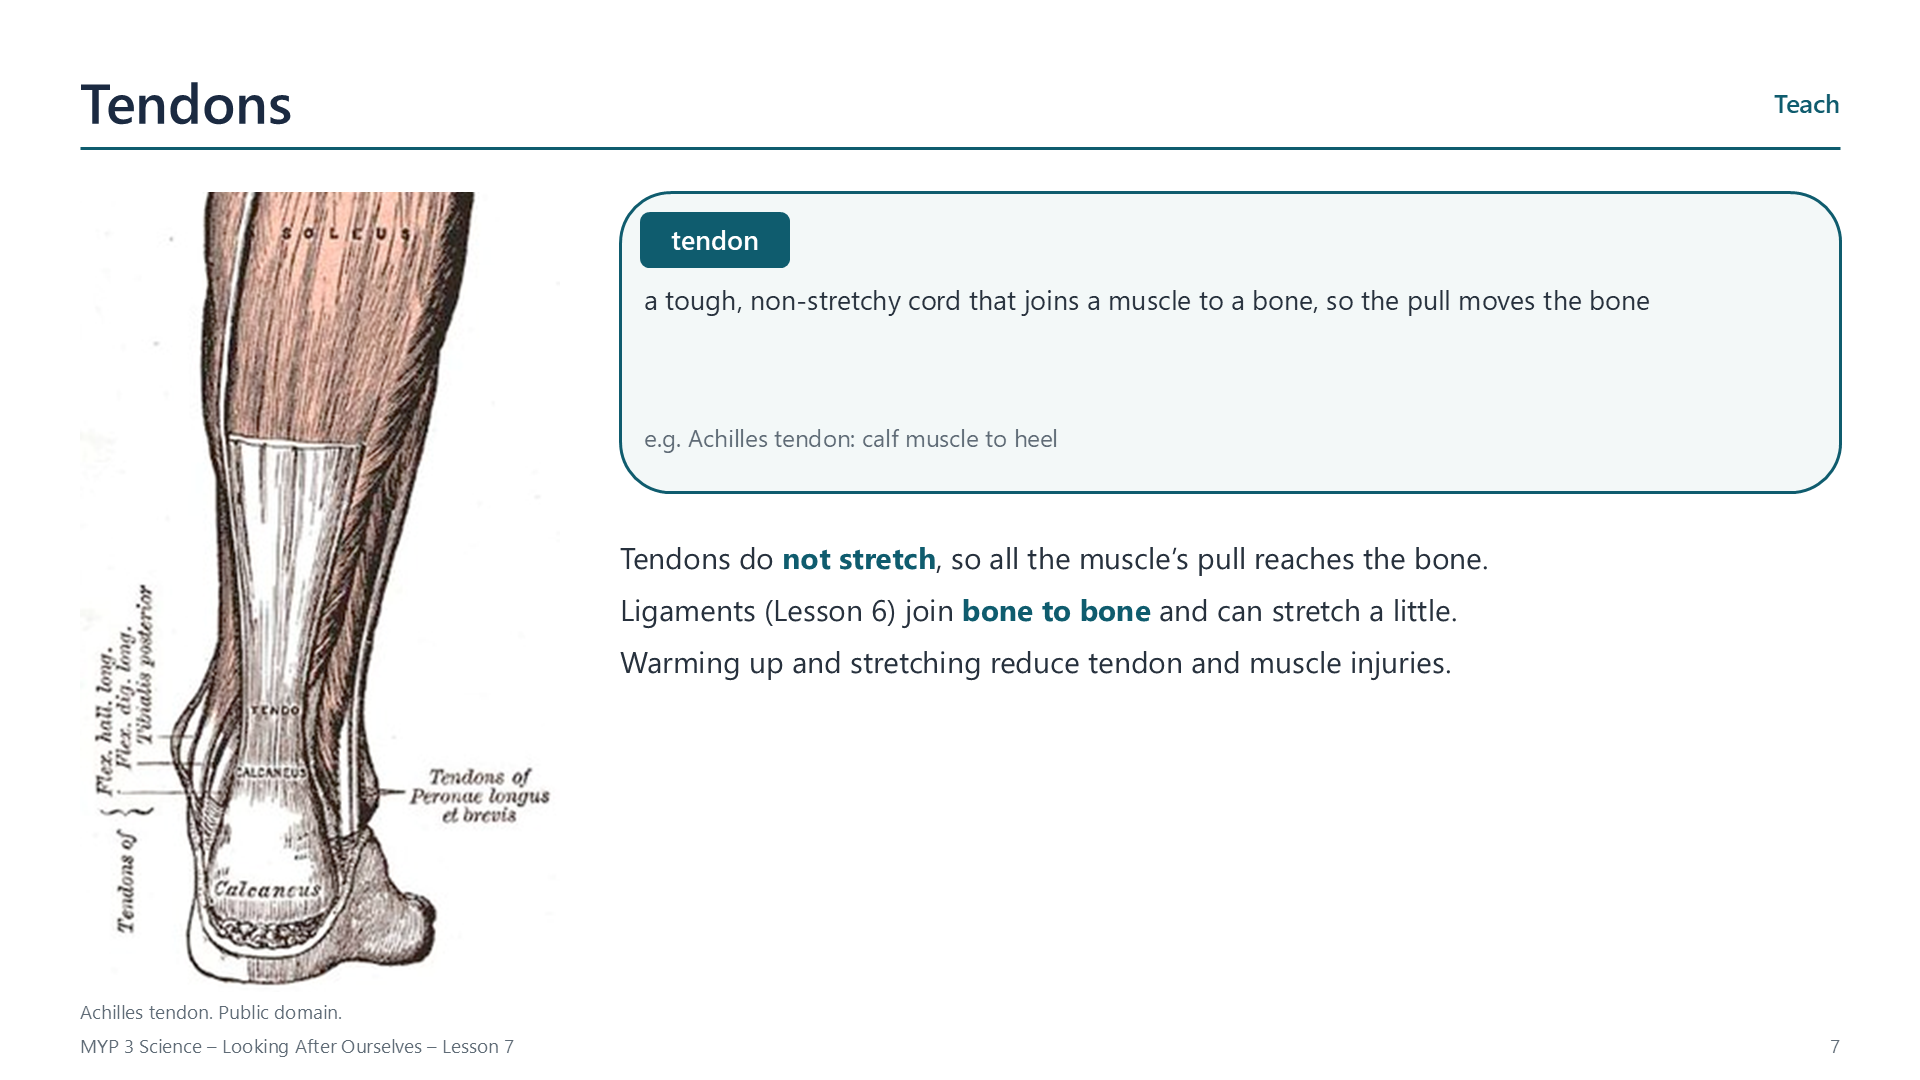 Tendons
Teach
SOLEUS
TENDO
CALCANEUS
Calcaneus
Tendons of
Flex. hall. long.
Flex. dig. long.
Tibialis posterior
Tendons of
Peronae longus
et brevis
tendon
a tough, non-stretchy cord that joins a muscle to a bone, so the pull moves the bone
e.g. Achilles tendon: calf muscle to heel
Tendons do not stretch, so all the muscle’s pull reaches the bone.
Ligaments (Lesson 6) join bone to bone and can stretch a little.
Warming up and stretching reduce tendon and muscle injuries.
Achilles tendon. Public domain.
MYP 3 Science – Looking After Ourselves – Lesson 7
7